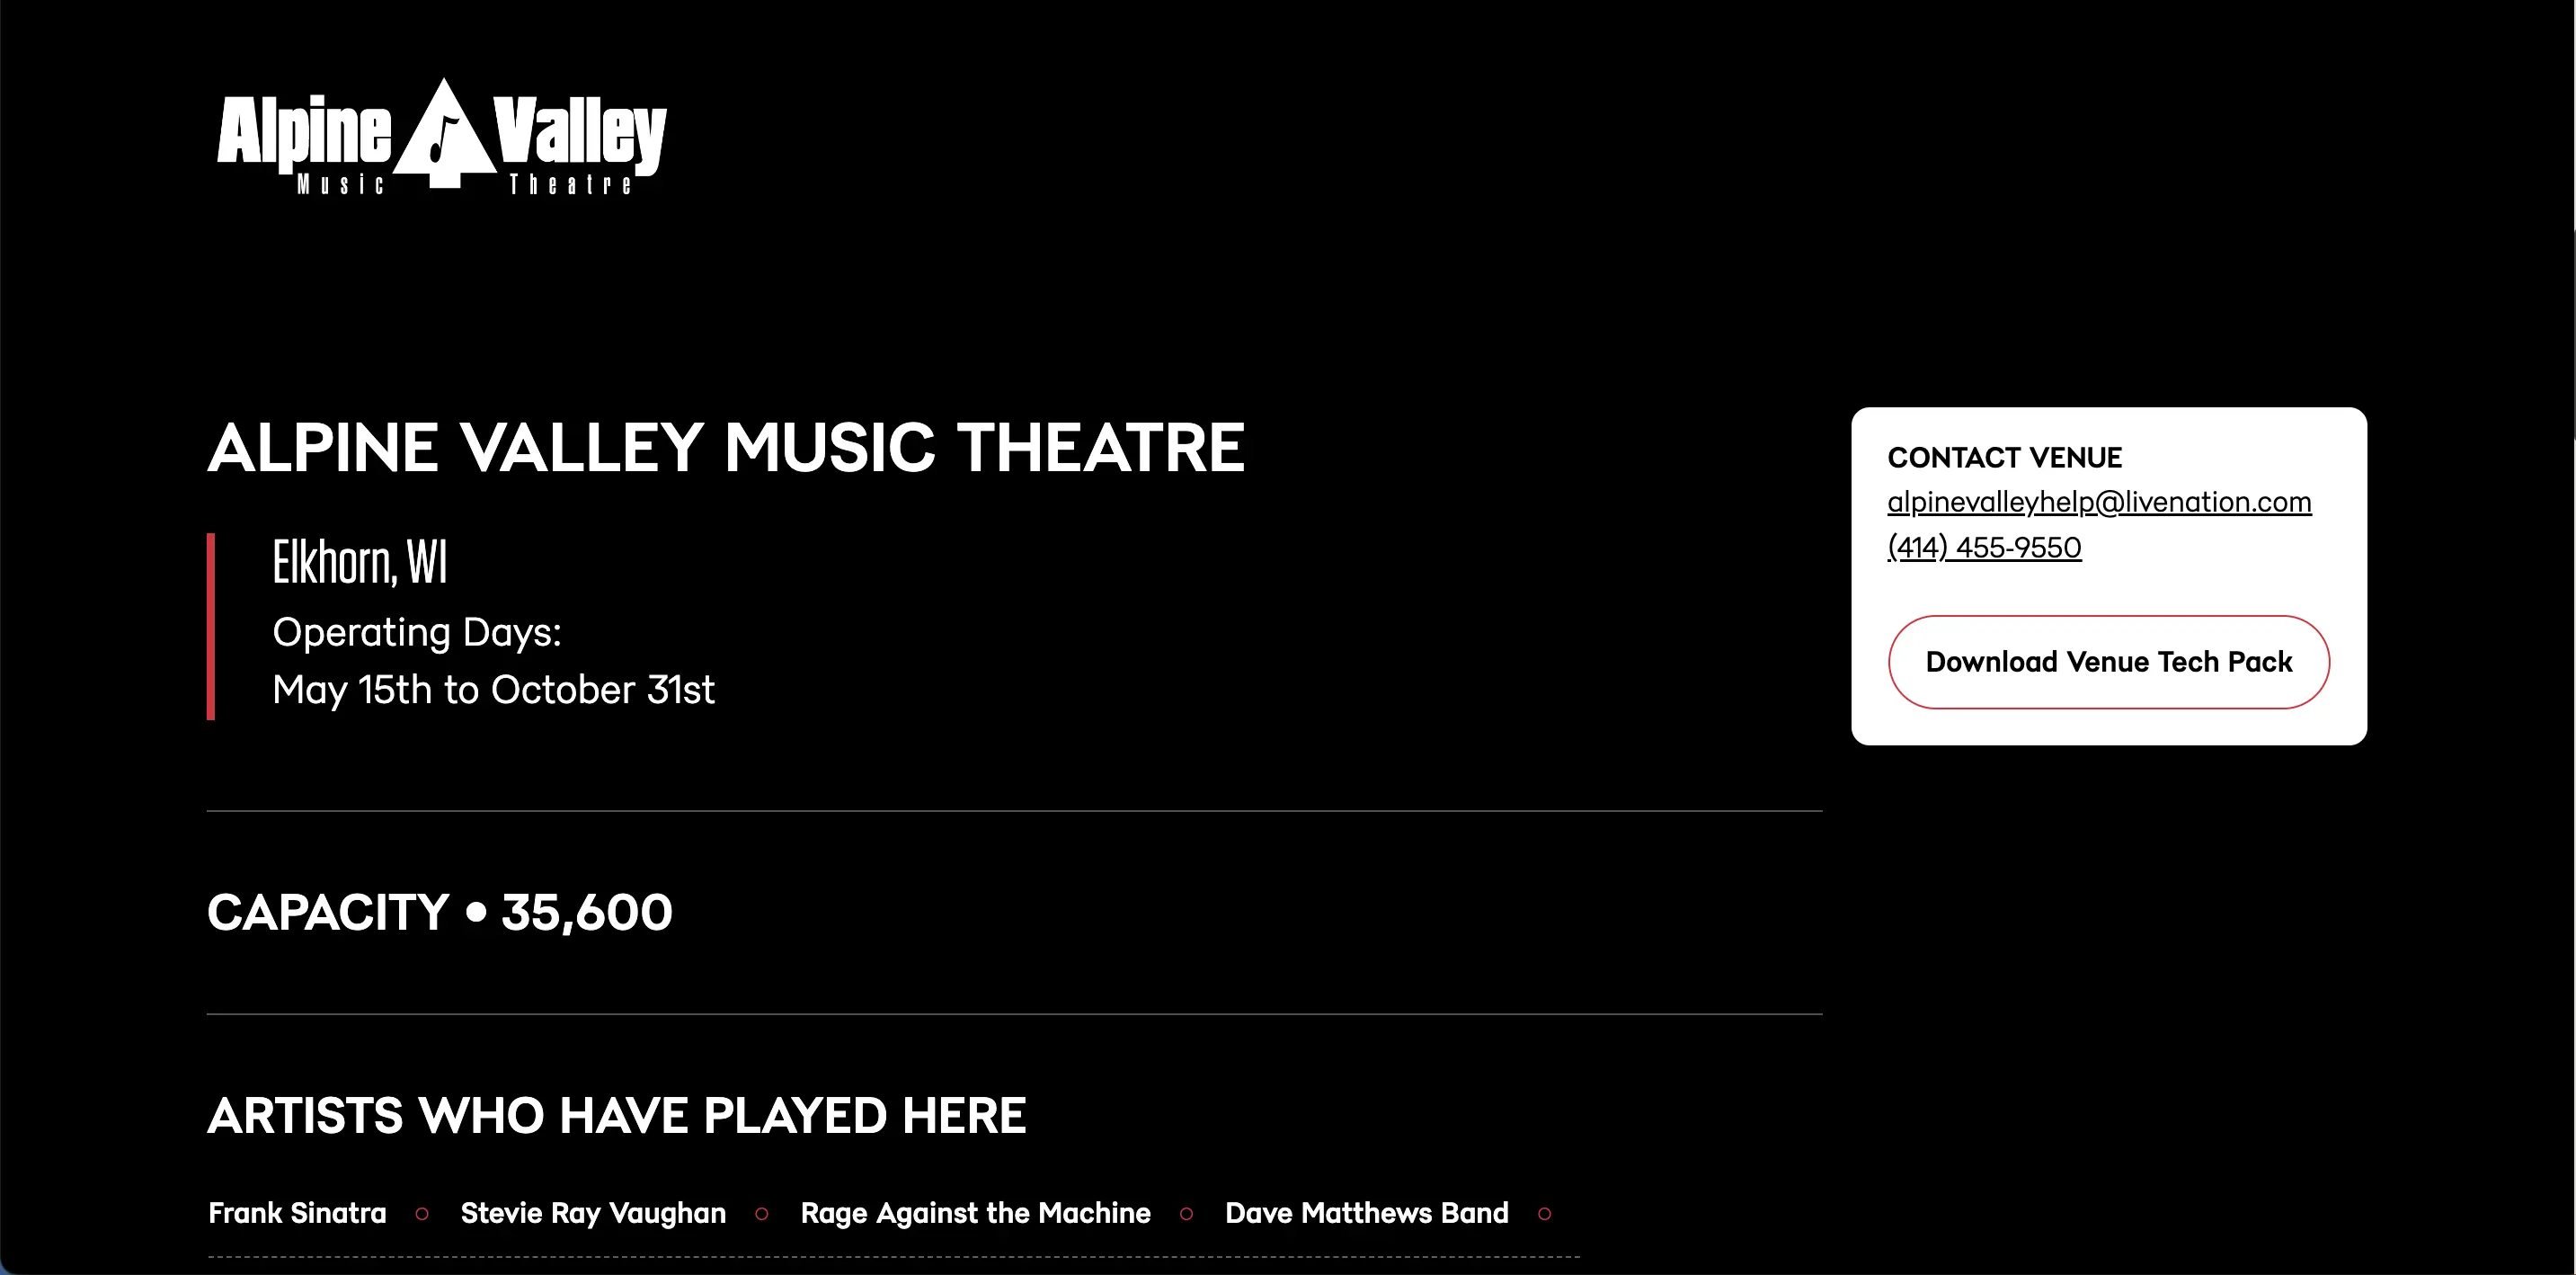 Alpine Valley
Music Theatre
ALPINE VALLEY MUSIC THEATRE
Elkhorn, WI
Operating Days:
May 15th to October 31st
CONTACT VENUE
alpinevalleyhelp@livenation.com
(414) 455-9550
Download Venue Tech Pack
CAPACITY • 35,600
ARTISTS WHO HAVE PLAYED HERE
Frank Sinatra ○ Stevie Ray Vaughan ○ Rage Against the Machine ○ Dave Matthews Band ○